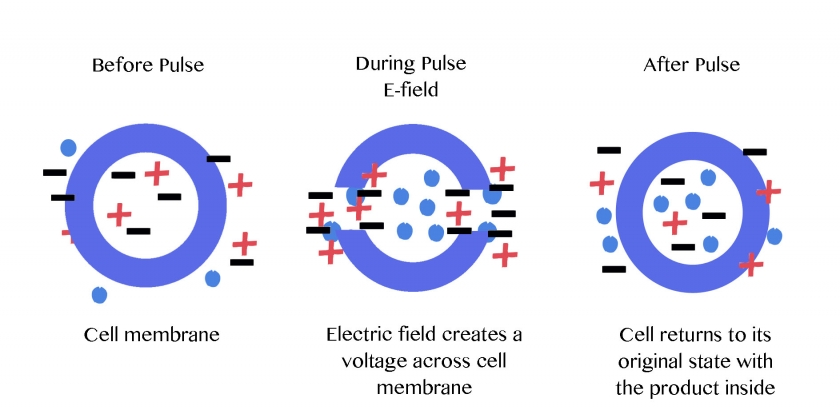 Before Pulse
During Pulse
E-field
After Pulse
Cell membrane
Electric field creates a
voltage across cell
membrane
Cell returns to its
original state with
the product inside